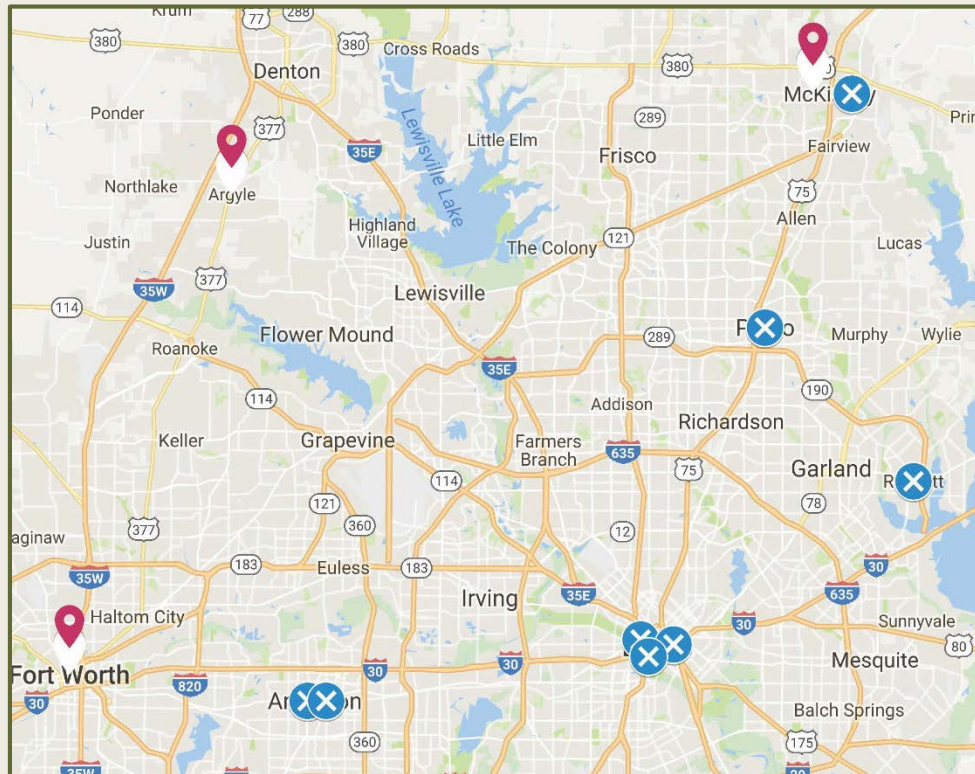 Krum
77
288
380
380
Cross Roads
380
Denton
Ponder
377
35E
Little Elm
289
Frisco
Lewisville Lake
Fairview
75
Northlake
Argyle
Highland
Village
Allen
Justin
The Colony
121
Lucas
377
35W
Lewisville
114
Flower Mound
Roanoke
289
Murphy
Wylie
35E
190
114
Addison
Richardson
Keller
Grapevine
Farmers
Branch
635
75
Garland
114
121
78
377
360
12
183
Euless
183
30
35W
35E
635
Irving
Haltom City
30
Sunnyvale
80
Fort Worth
30
30
Mesquite
820
30
Balch Springs
360
175
35W
20